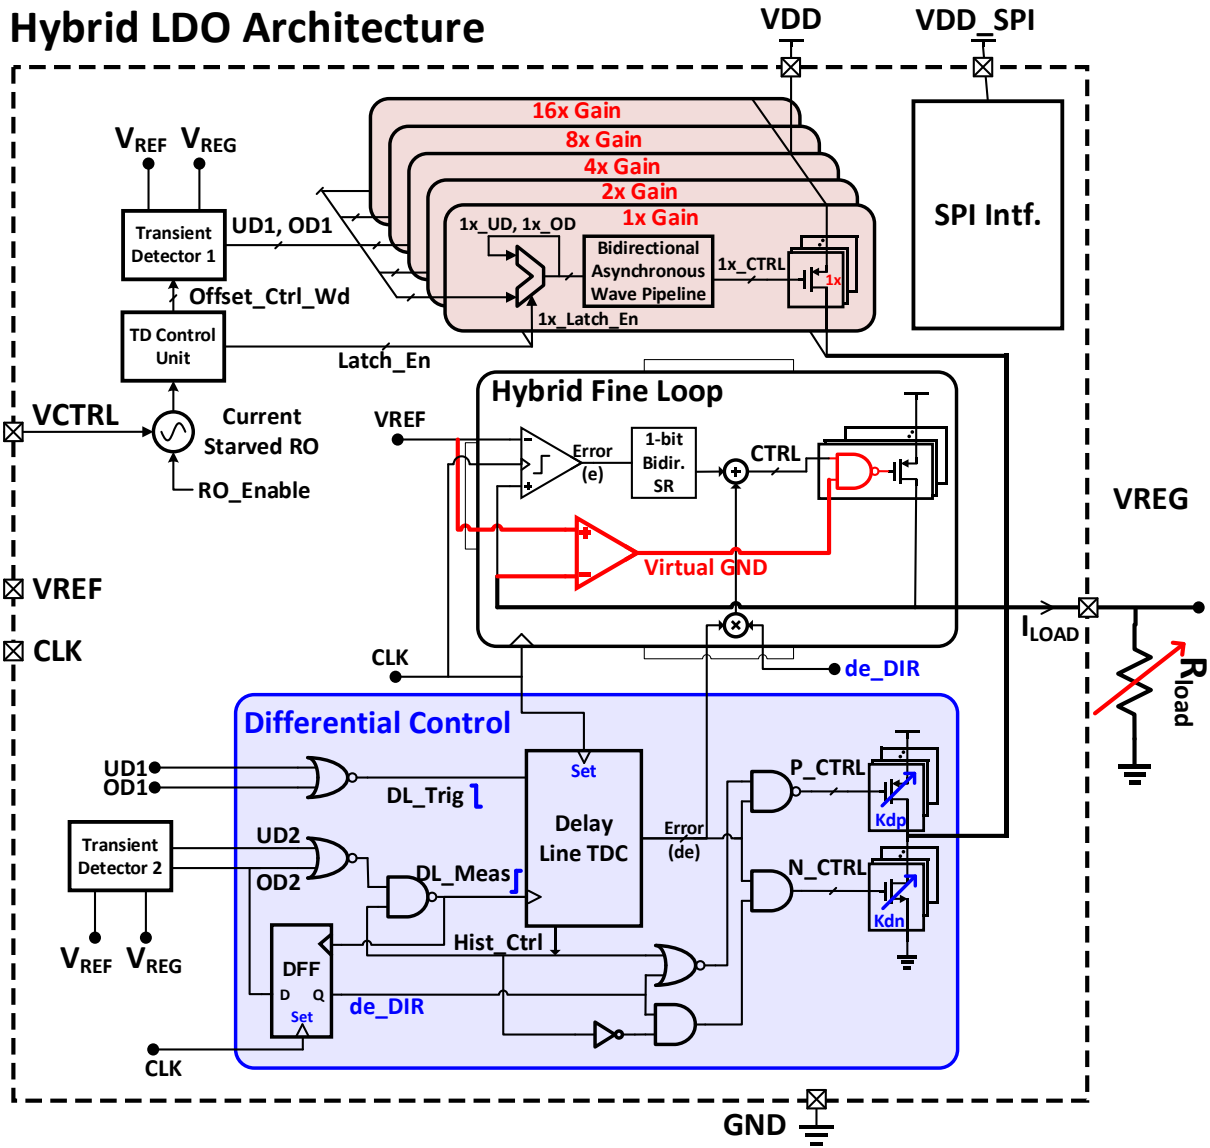 Hybrid LDO Architecture
VDD
VDD_SPI
16x Gain
8x Gain
4x Gain
2x Gain
1x Gain
VREF
VREG
Transient
Detector 1
UD1, OD1
Offset_Ctrl_Wd
TD Control
Unit
Latch_En
1x_UD, 1x_OD
Bidirectional
Asynchronous
Wave Pipeline
1x_CTRL
1x
1x_Latch_En
SPI Intf.
VCTRL
Current
Starved RO
RO_Enable
Hybrid Fine Loop
VREF
-
+
Error
(e)
1-bit
Bidir.
SR
+
CTRL
+
-
Virtual GND
×
VREG
ILOAD
Rload
VREF
CLK
CLK
de_DIR
Differential Control
UD1
OD1
DL_Trig
Set
Delay
Line TDC
Error
(de)
P_CTRL
Kdp
N_CTRL
Kdn
Transient
Detector 2
UD2
OD2
DL_Meas
VREF
VREG
Hist_Ctrl
DFF
D
Q
Set
de_DIR
CLK
GND